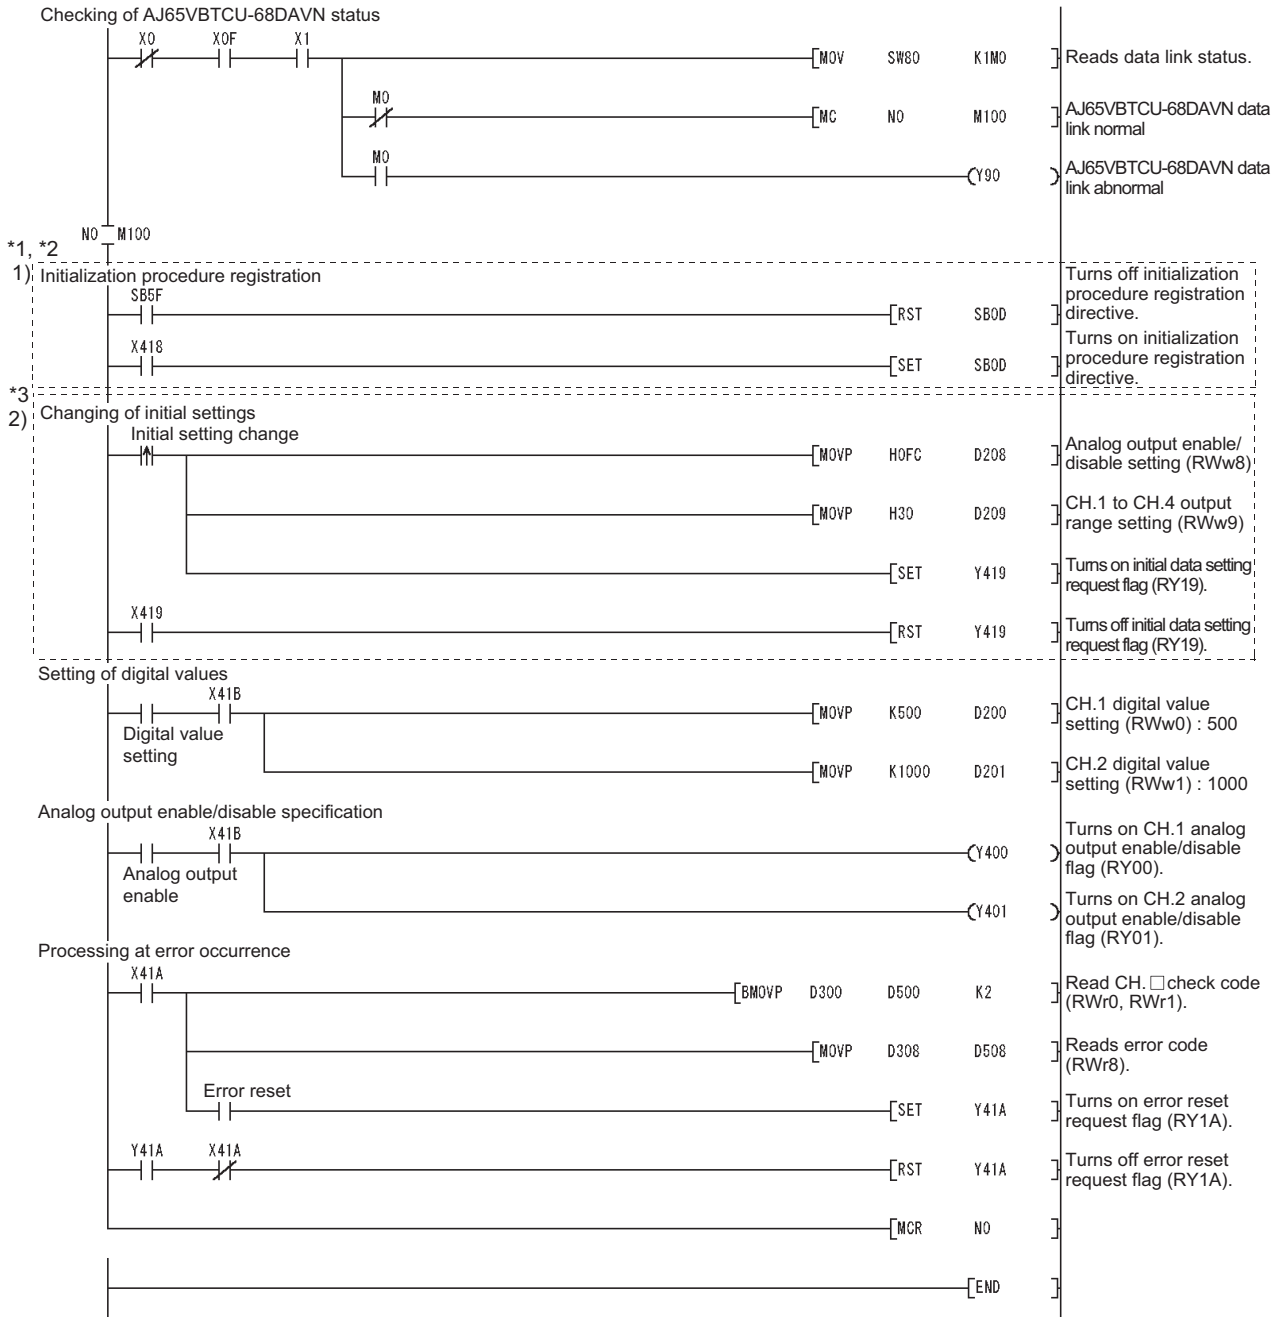 Checking of AJ65VBTCU-68DAVN status
X0 X0F X1
MOV SW80 K1M0 Reads data link status.
M0
MC N0 M100 AJ65VBTCU-68DAVN data
link normal
M0
Y90 AJ65VBTCU-68DAVN data
link abnormal
N0 M100
*1, *2
1) Initialization procedure registration
SB5F
RST SB0D Turns off initialization
procedure registration
directive.
X418
SET SB0D Turns on initialization
procedure registration
directive.
*3
2) Changing of initial settings
Initial setting change
MOVP H0FC D208 Analog output enable/
disable setting (RWw8)
MOVP H30 D209 CH.1 to CH.4 output
range setting (RWw9)
SET Y419 Turns on initial data setting
request flag (RY19).
X419
RST Y419 Turns off initial data setting
request flag (RY19).
Setting of digital values
X41B
Digital value
setting
MOVP K500 D200 CH.1 digital value
setting (RWw0) : 500
MOVP K1000 D201 CH.2 digital value
setting (RWw1) : 1000
Analog output enable/disable specification
X41B
Analog output
enable
Y400 Turns on CH.1 analog
output enable/disable
flag (RY00).
Y401 Turns on CH.2 analog
output enable/disable
flag (RY01).
Processing at error occurrence
X41A
BMOVP D300 D500 K2 Read CH. □ check code
(RWr0, RWr1).
MOVP D308 D508 Reads error code
(RWr8).
Error reset
SET Y41A Turns on error reset
request flag (RY1A).
Y41A X41A
RST Y41A Turns off error reset
request flag (RY1A).
MCR N0
END